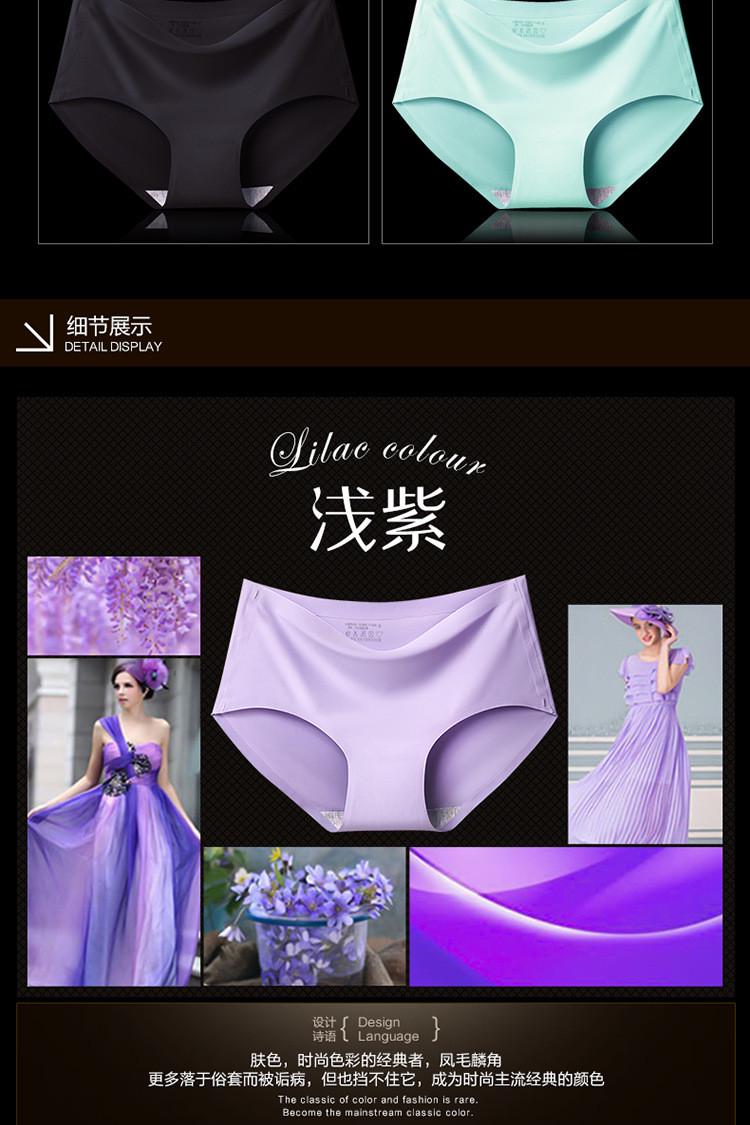 细节展示
DETAIL DISPLAY
Lilac colour
浅紫
设计 { Design }
诗语 Language
肤色，时尚色彩的经典者，凤毛麟角
更多落于俗套而被诟病，但也挡不住它，成为时尚主流经典的颜色
The classic of color and fashion is rare.
Become the mainstream classic color.